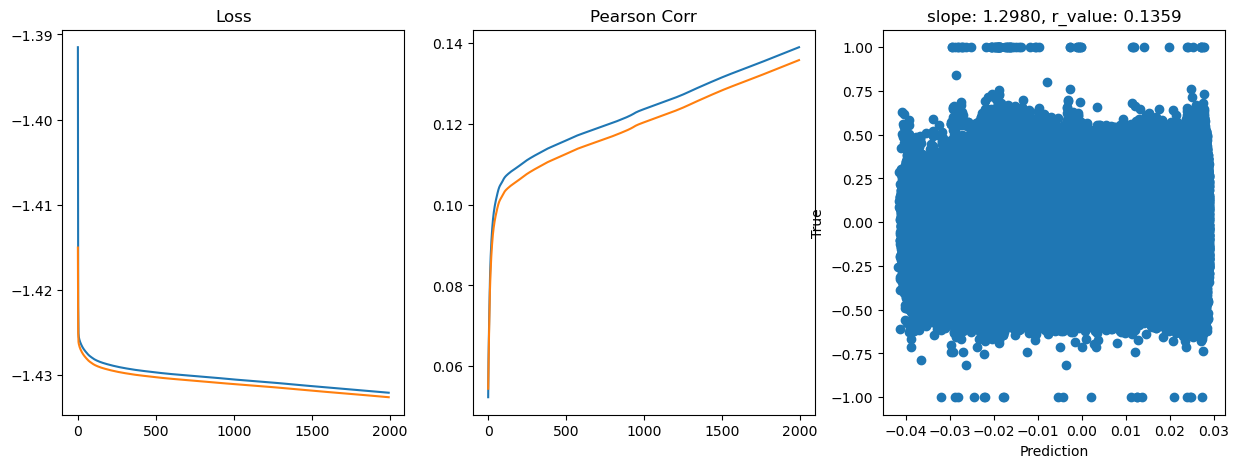 Loss
−1.39
−1.40
−1.41
−1.42
−1.43
0 500 1000 1500 2000
Pearson Corr
0.14
0.12
0.10
0.08
0.06
0 500 1000 1500 2000
slope: 1.2980, r_value: 0.1359
True
1.00
0.75
0.50
0.25
0.00
−0.25
−0.50
−0.75
−1.00
−0.04 −0.03 −0.02 −0.01 0.00 0.01 0.02 0.03
Prediction